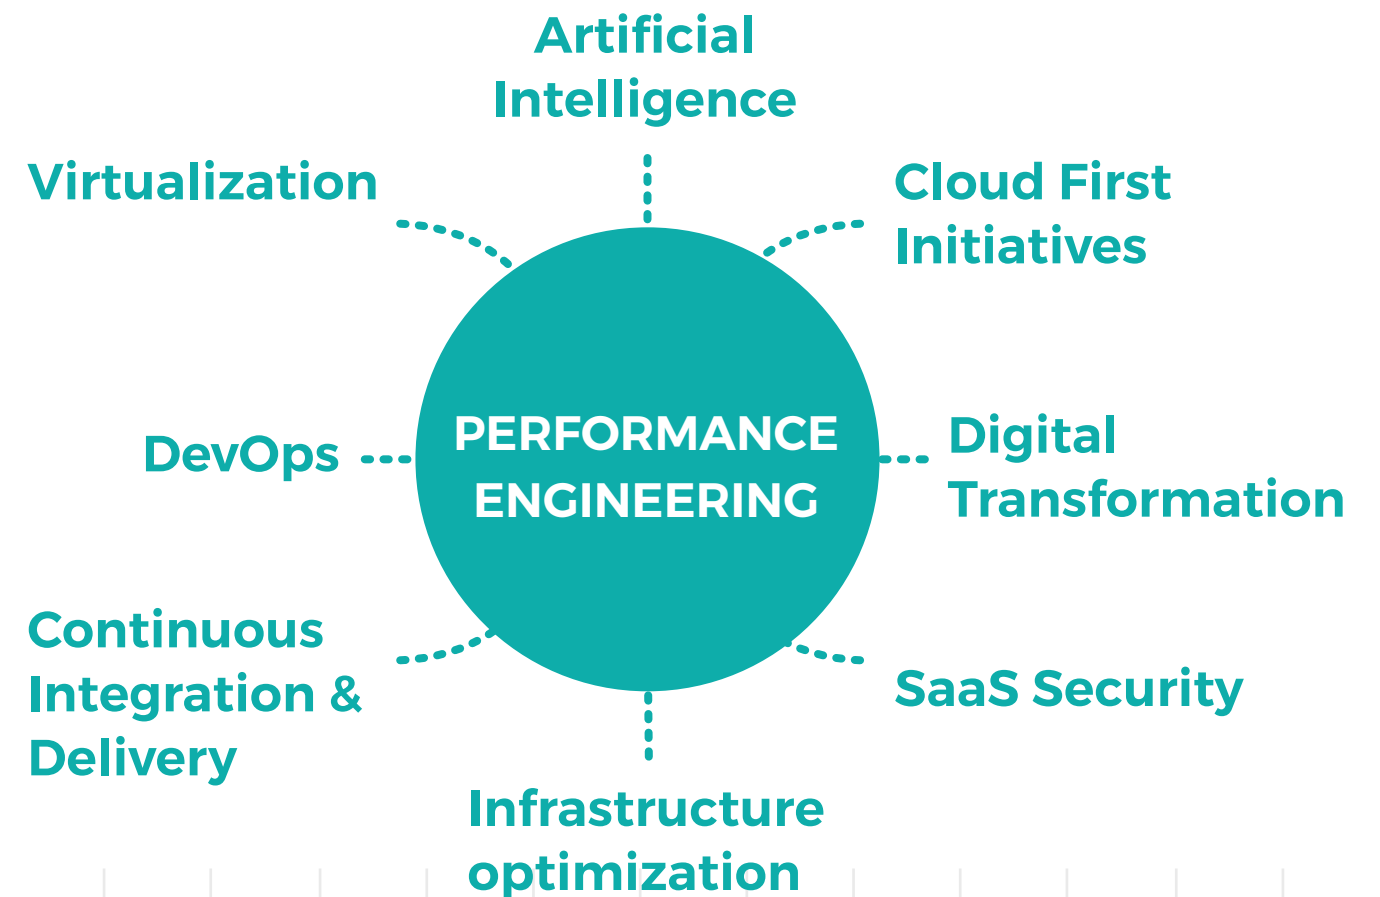 Artificial
Intelligence
Virtualization
Cloud First
Initiatives
PERFORMANCE
ENGINEERING
DevOps
Digital
Transformation
Continuous
Integration &
Delivery
SaaS Security
Infrastructure
optimization